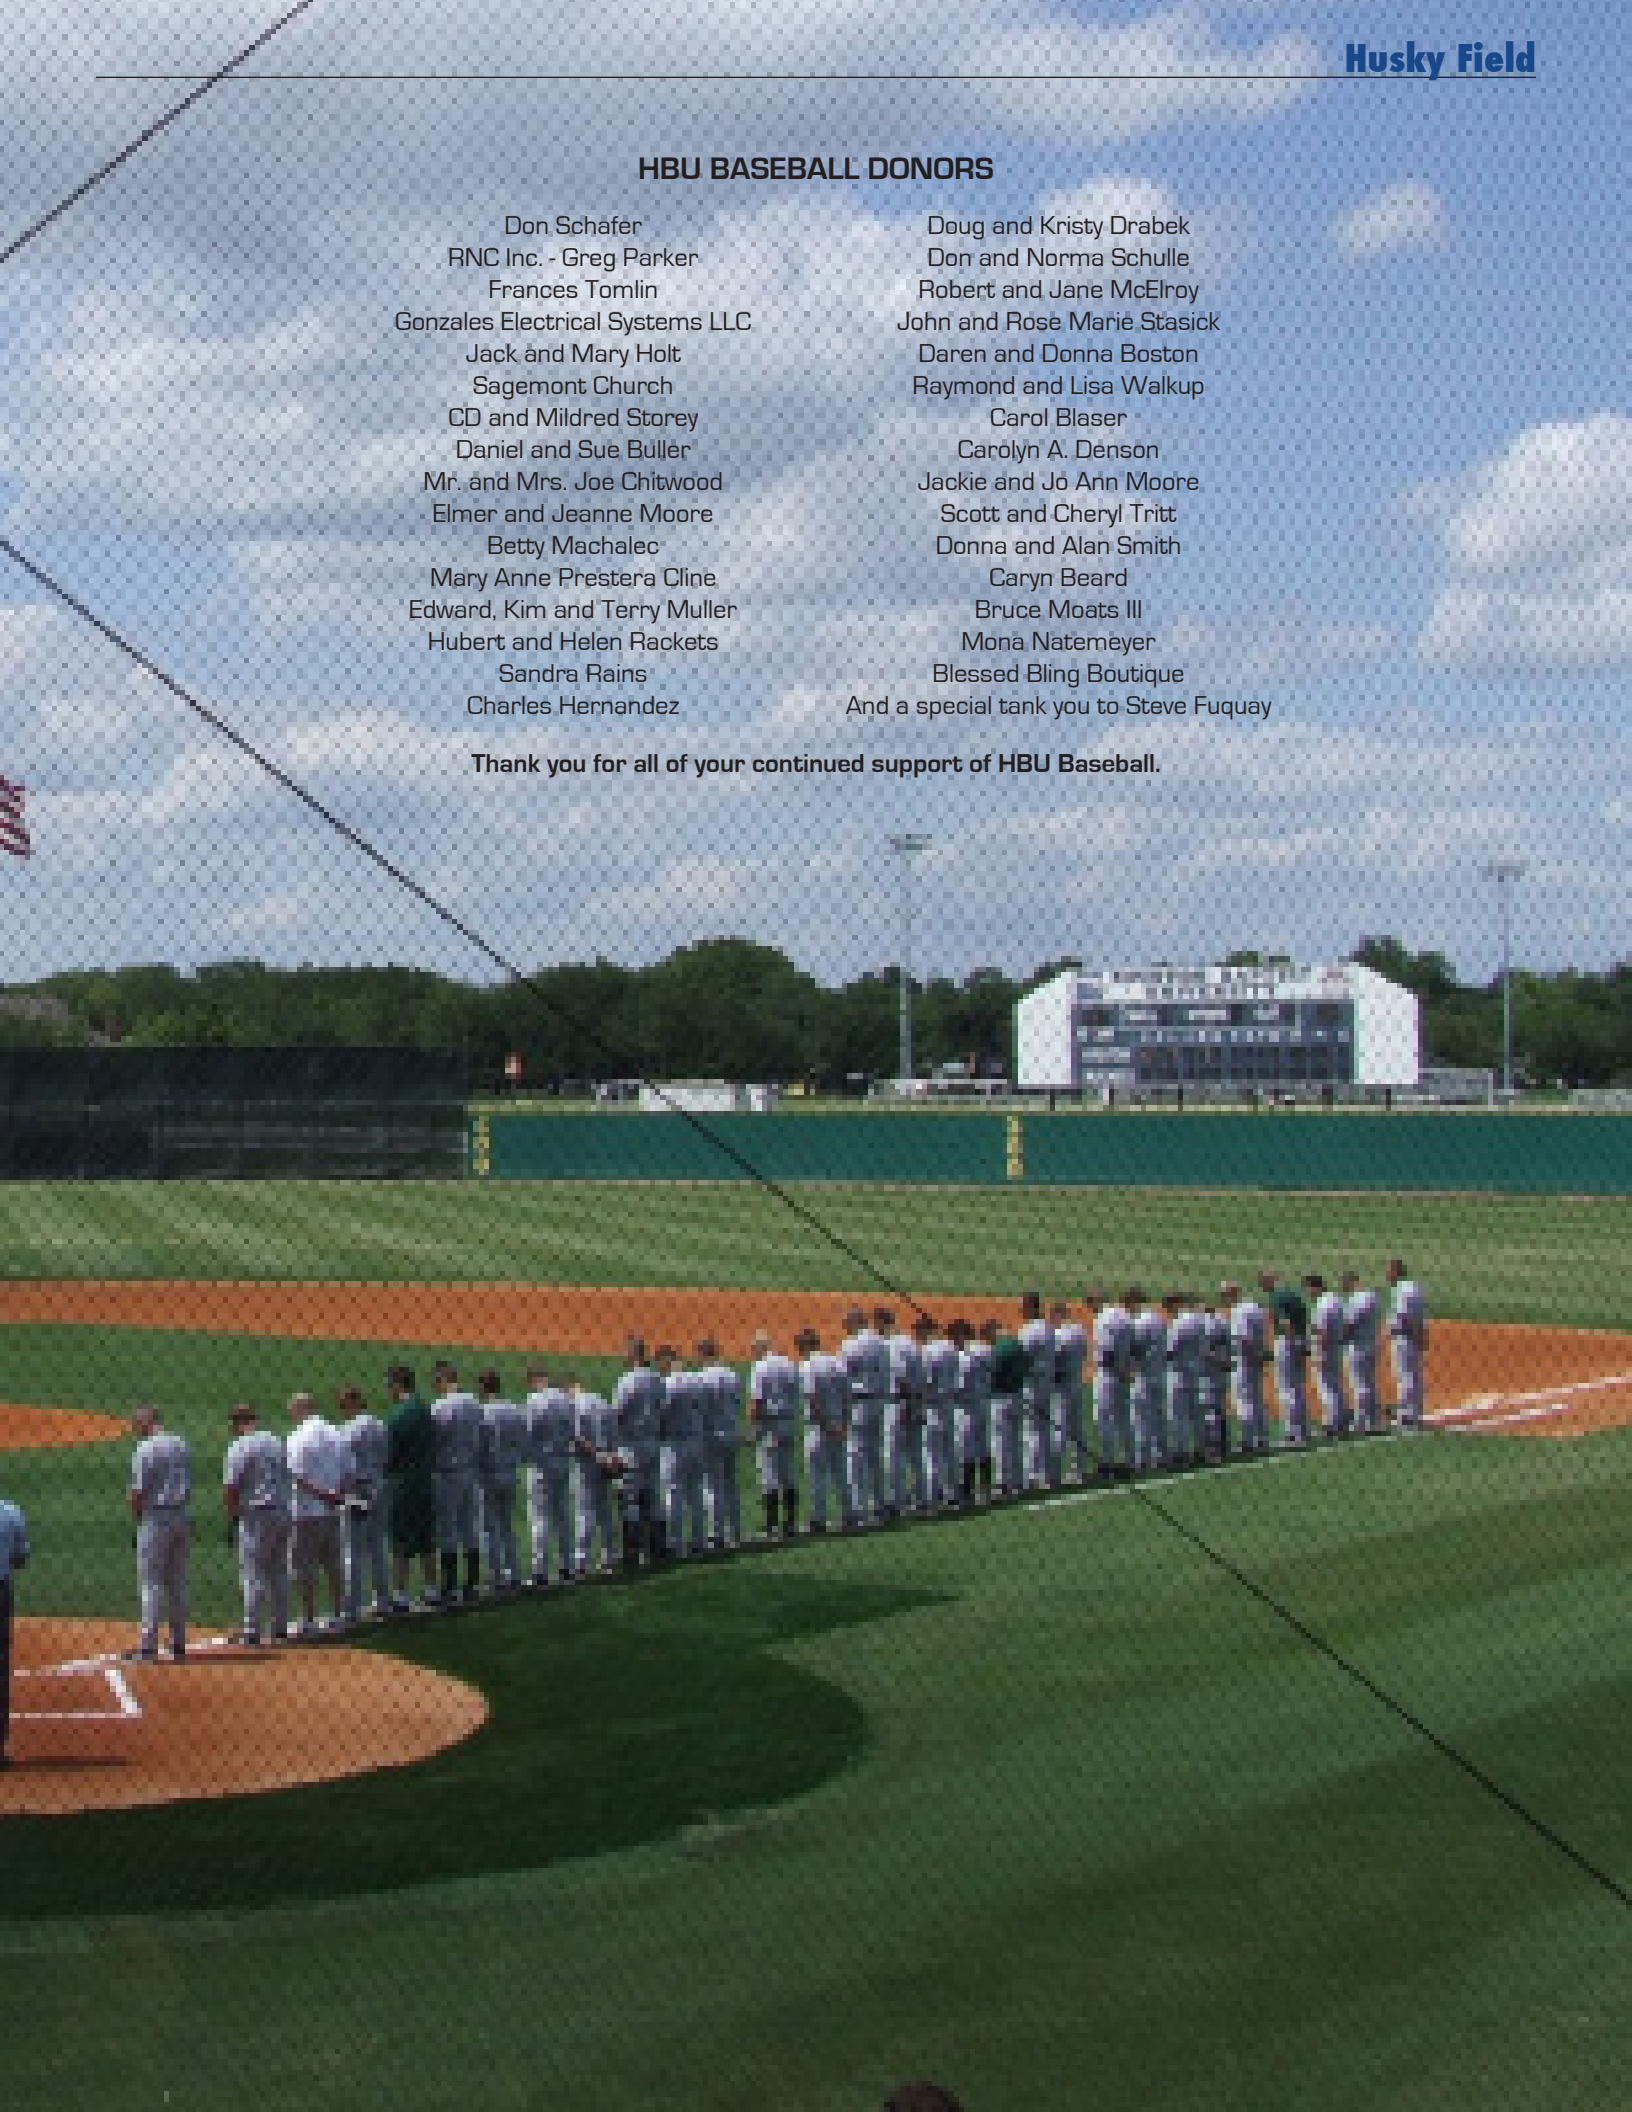 Husky Field
HBU BASEBALL DONORS
Don Schafer
RNC Inc. - Greg Parker
Frances Tomlin
Gonzales Electrical Systems LLC
Jack and Mary Holt
Sagemont Church
CD and Mildred Storey
Daniel and Sue Buller
Mr. and Mrs. Joe Chitwood
Elmer and Jeanne Moore
Betty Machalec
Mary Anne Prestera Cline
Edward, Kim and Terry Muller
Hubert and Helen Rackets
Sandra Rains
Charles Hernandez
Doug and Kristy Drabek
Don and Norma Schulle
Robert and Jane McElroy
John and Rose Marie Stasick
Daren and Donna Boston
Raymond and Lisa Walkup
Carol Blaser
Carolyn A. Denson
Jackie and Jo Ann Moore
Scott and Cheryl Tritt
Donna and Alan Smith
Caryn Beard
Bruce Moats III
Mona Natemeyer
Blessed Bling Boutique
And a special tank you to Steve Fuquay
Thank you for all of your continued support of HBU Baseball.
UNIVERSITY